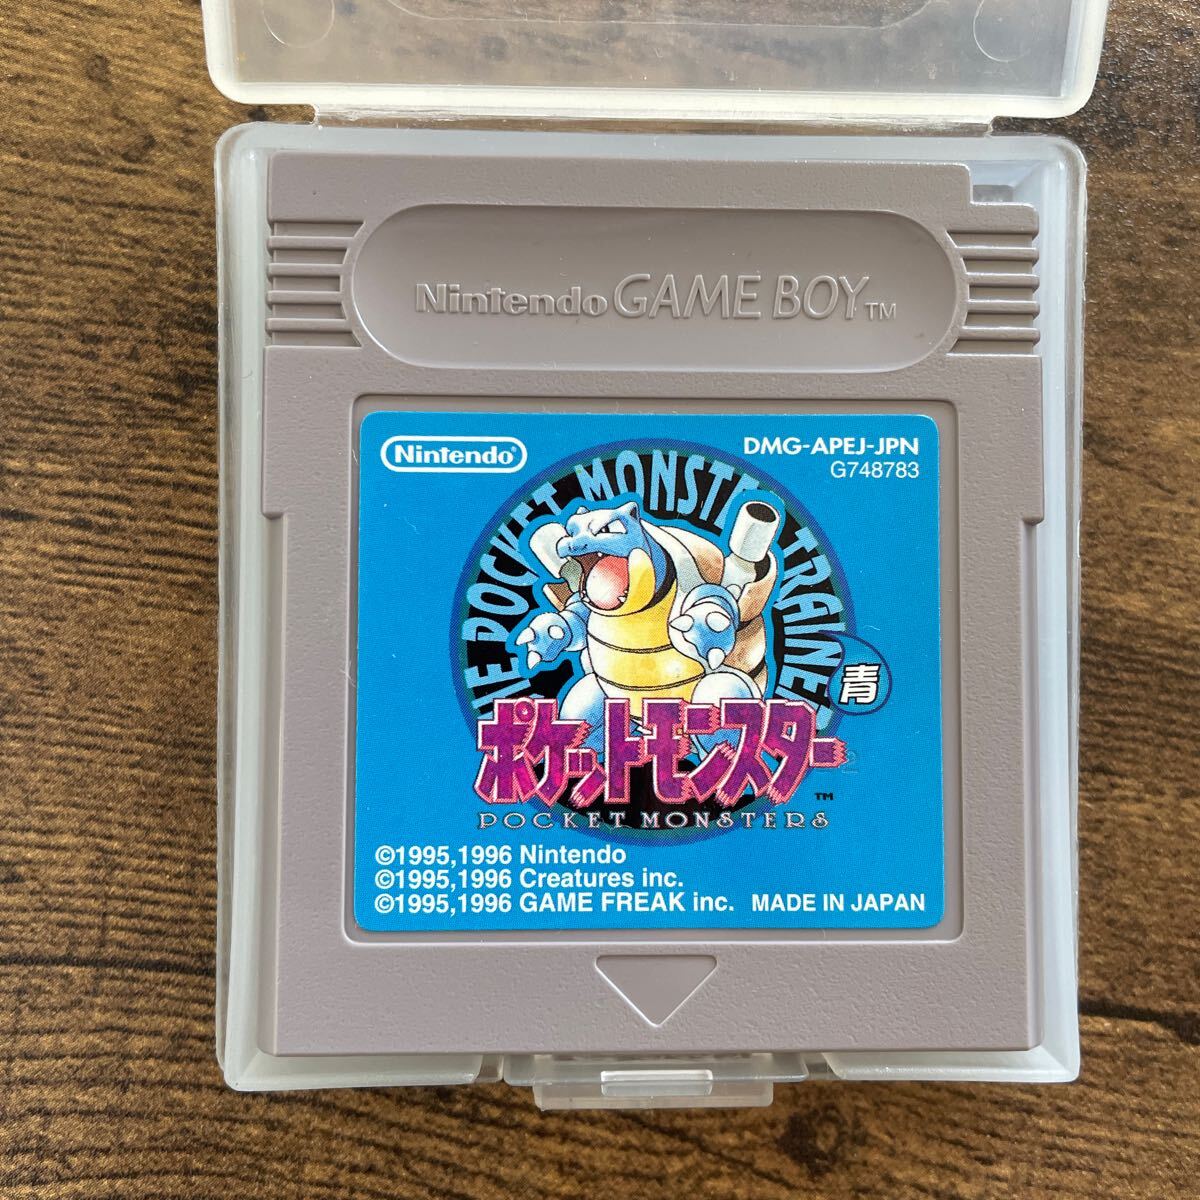 Nintendo GAME BOY™
Nintendo
DMG-APEJ-JPN
G748783
THE POCKET MONSTER TRAINER
青
ポケットモンスター
™
POCKET MONSTERS
©1995,1996 Nintendo
©1995,1996 Creatures inc.
©1995,1996 GAME FREAK inc. MADE IN JAPAN